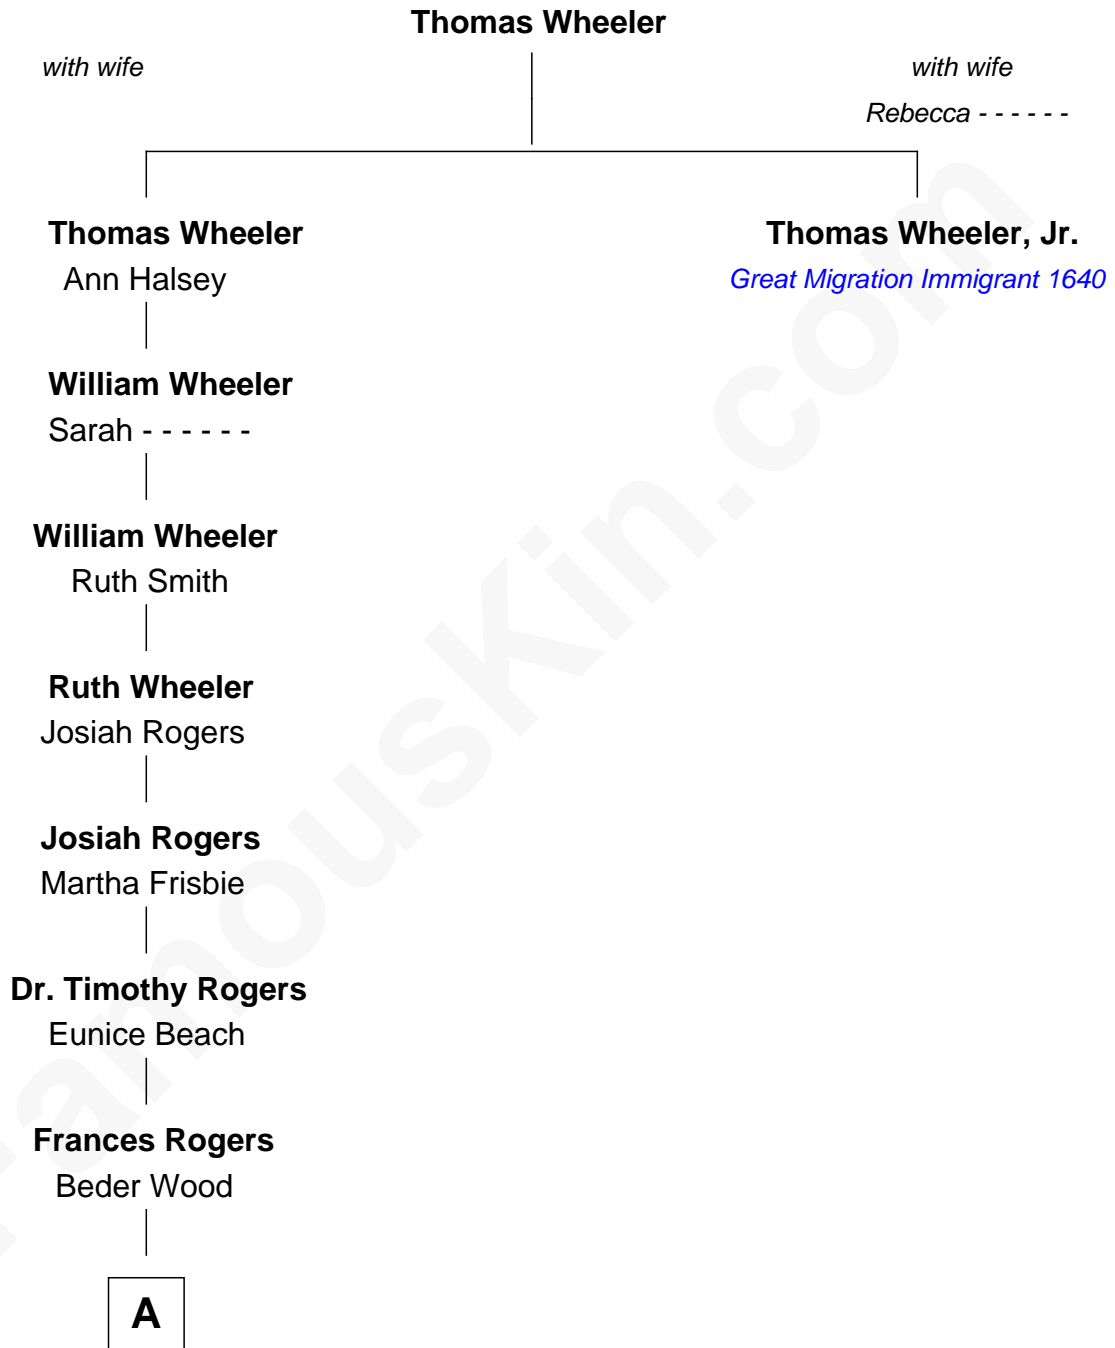 Thomas Wheeler
with wife
with wife
Rebecca - - - - - -
Thomas Wheeler
Ann Halsey
Thomas Wheeler, Jr.
Great Migration Immigrant 1640
William Wheeler
Sarah - - - - - -
William Wheeler
Ruth Smith
Ruth Wheeler
Josiah Rogers
Josiah Rogers
Martha Frisbie
Dr. Timothy Rogers
Eunice Beach
Frances Rogers
Beder Wood
A
FamousKin.com